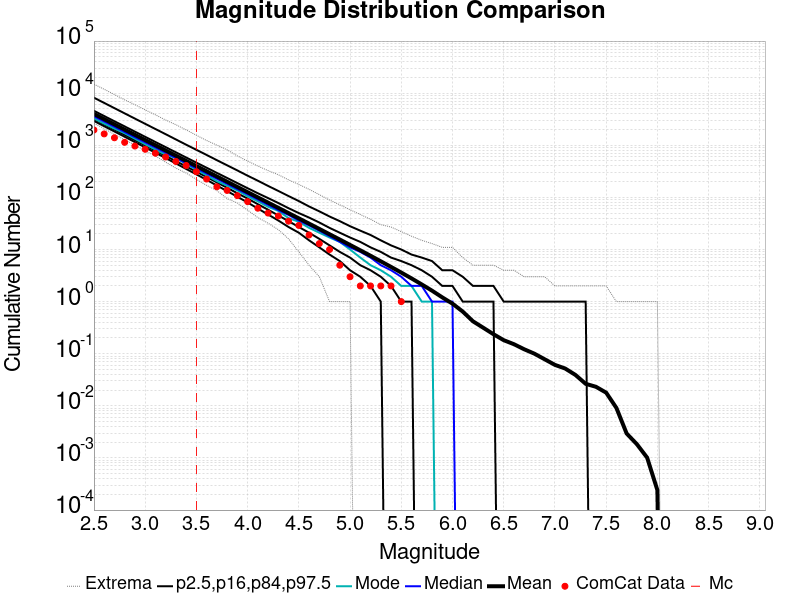 Magnitude Distribution Comparison
10^5
10^4
10^3
10^2
10^1
10^0
10^-1
10^-2
10^-3
10^-4
Cumulative Number
2.5 3.0 3.5 4.0 4.5 5.0 5.5 6.0 6.5 7.0 7.5 8.0 8.5 9.0
Magnitude
Extrema p2.5,p16,p84,p97.5 Mode Median Mean ComCat Data Mc